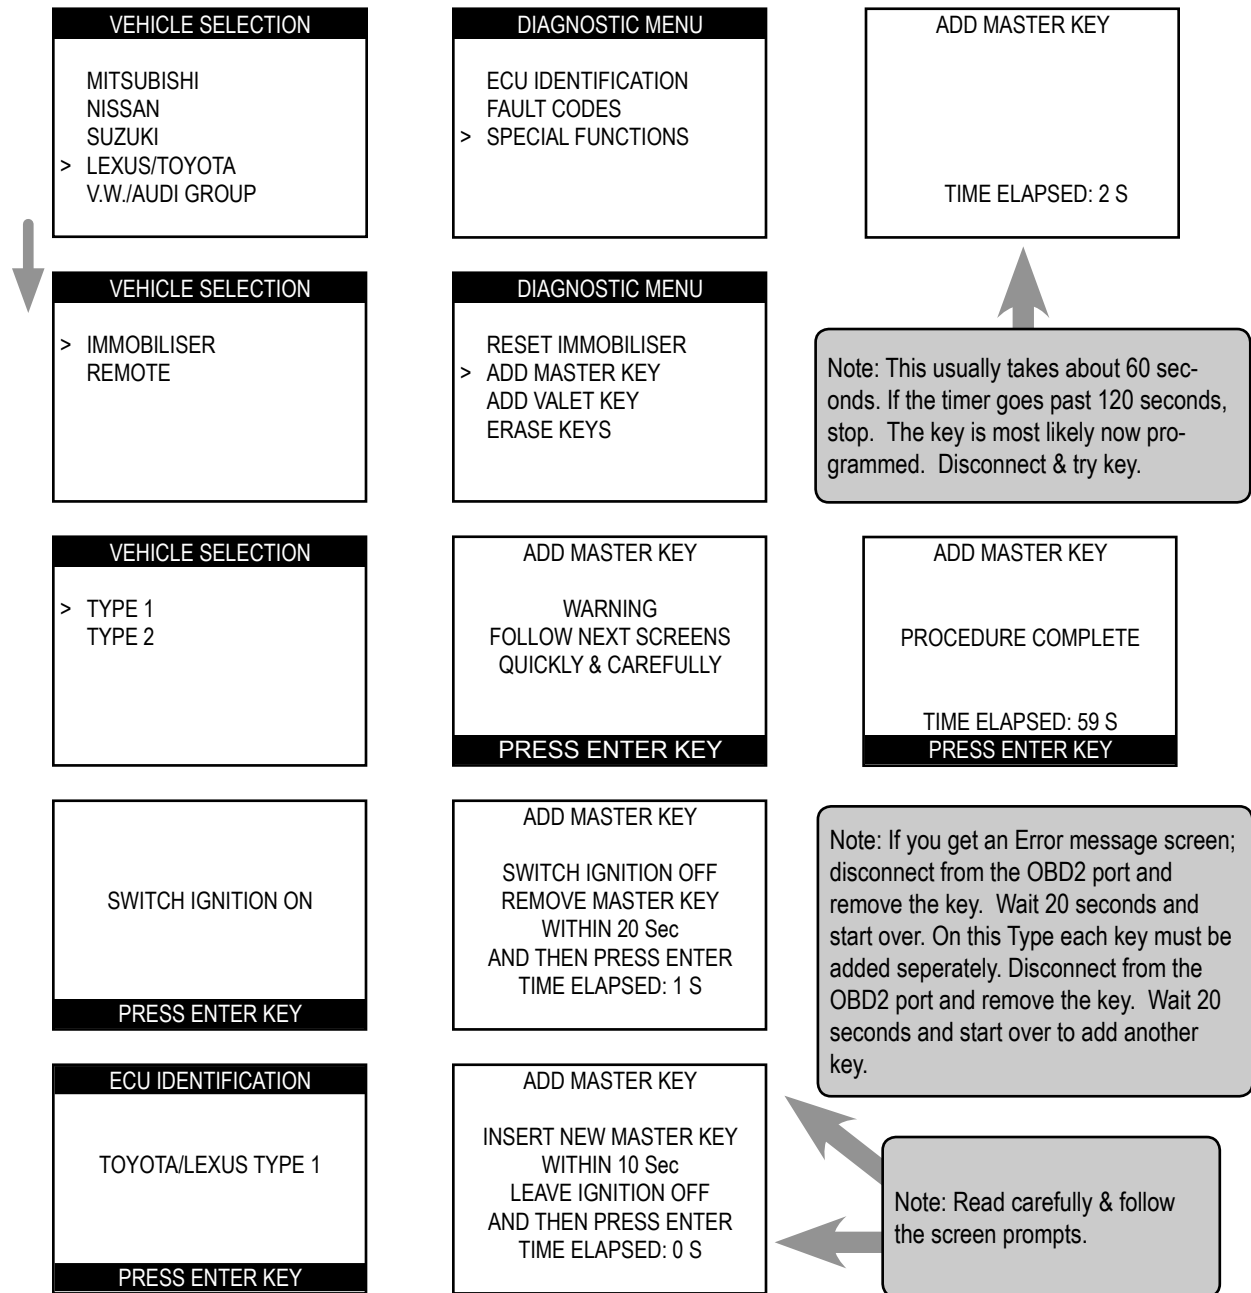 VEHICLE SELECTION
MITSUBISHI
NISSAN
SUZUKI
> LEXUS/TOYOTA
V.W./AUDI GROUP
VEHICLE SELECTION
> IMMOBILISER
REMOTE
VEHICLE SELECTION
> TYPE 1
TYPE 2
SWITCH IGNITION ON
PRESS ENTER KEY
ECU IDENTIFICATION
TOYOTA/LEXUS TYPE 1
PRESS ENTER KEY
DIAGNOSTIC MENU
ECU IDENTIFICATION
FAULT CODES
> SPECIAL FUNCTIONS
DIAGNOSTIC MENU
RESET IMMOBILISER
> ADD MASTER KEY
ADD VALET KEY
ERASE KEYS
ADD MASTER KEY
WARNING
FOLLOW NEXT SCREENS
QUICKLY & CAREFULLY
PRESS ENTER KEY
ADD MASTER KEY
SWITCH IGNITION OFF
REMOVE MASTER KEY
WITHIN 20 Sec
AND THEN PRESS ENTER
TIME ELAPSED: 1 S
ADD MASTER KEY
INSERT NEW MASTER KEY
WITHIN 10 Sec
LEAVE IGNITION OFF
AND THEN PRESS ENTER
TIME ELAPSED: 0 S
ADD MASTER KEY
TIME ELAPSED: 2 S
Note: This usually takes about 60 sec-
onds. If the timer goes past 120 seconds,
stop. The key is most likely now pro-
grammed. Disconnect & try key.
ADD MASTER KEY
PROCEDURE COMPLETE
TIME ELAPSED: 59 S
PRESS ENTER KEY
Note: If you get an Error message screen;
disconnect from the OBD2 port and
remove the key. Wait 20 seconds and
start over. On this Type each key must be
added seperately. Disconnect from the
OBD2 port and remove the key. Wait 20
seconds and start over to add another
key.
Note: Read carefully & follow
the screen prompts.